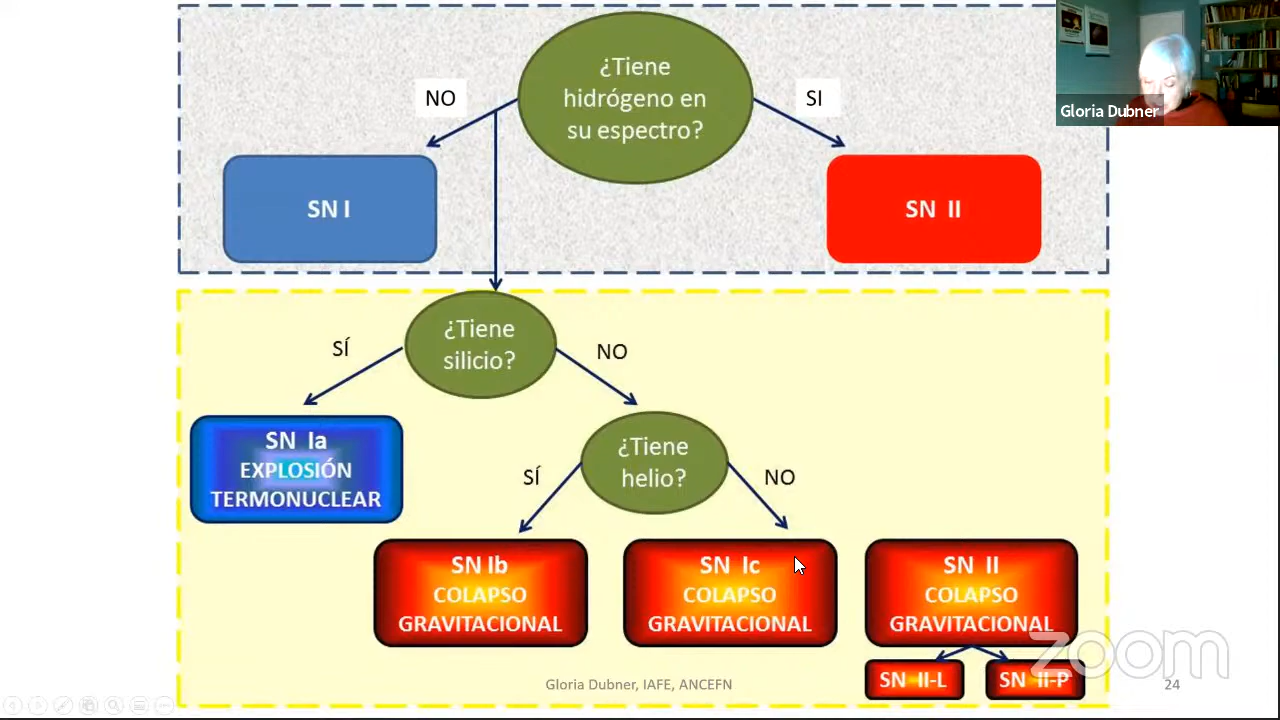 ¿Tiene
hidrógeno en
su espectro?
NO
SI
Gloria Dubner
SN I
SN II
¿Tiene
silicio?
SÍ
NO
SN Ia
EXPLOSIÓN
TERMONUCLEAR
¿Tiene
helio?
SÍ
NO
SN Ib
COLAPSO
GRAVITACIONAL
SN Ic
COLAPSO
GRAVITACIONAL
SN II
COLAPSO
GRAVITACIONAL
zoom
SN II-L
SN II-P
Gloria Dubner, IAFE, ANCEFN
24